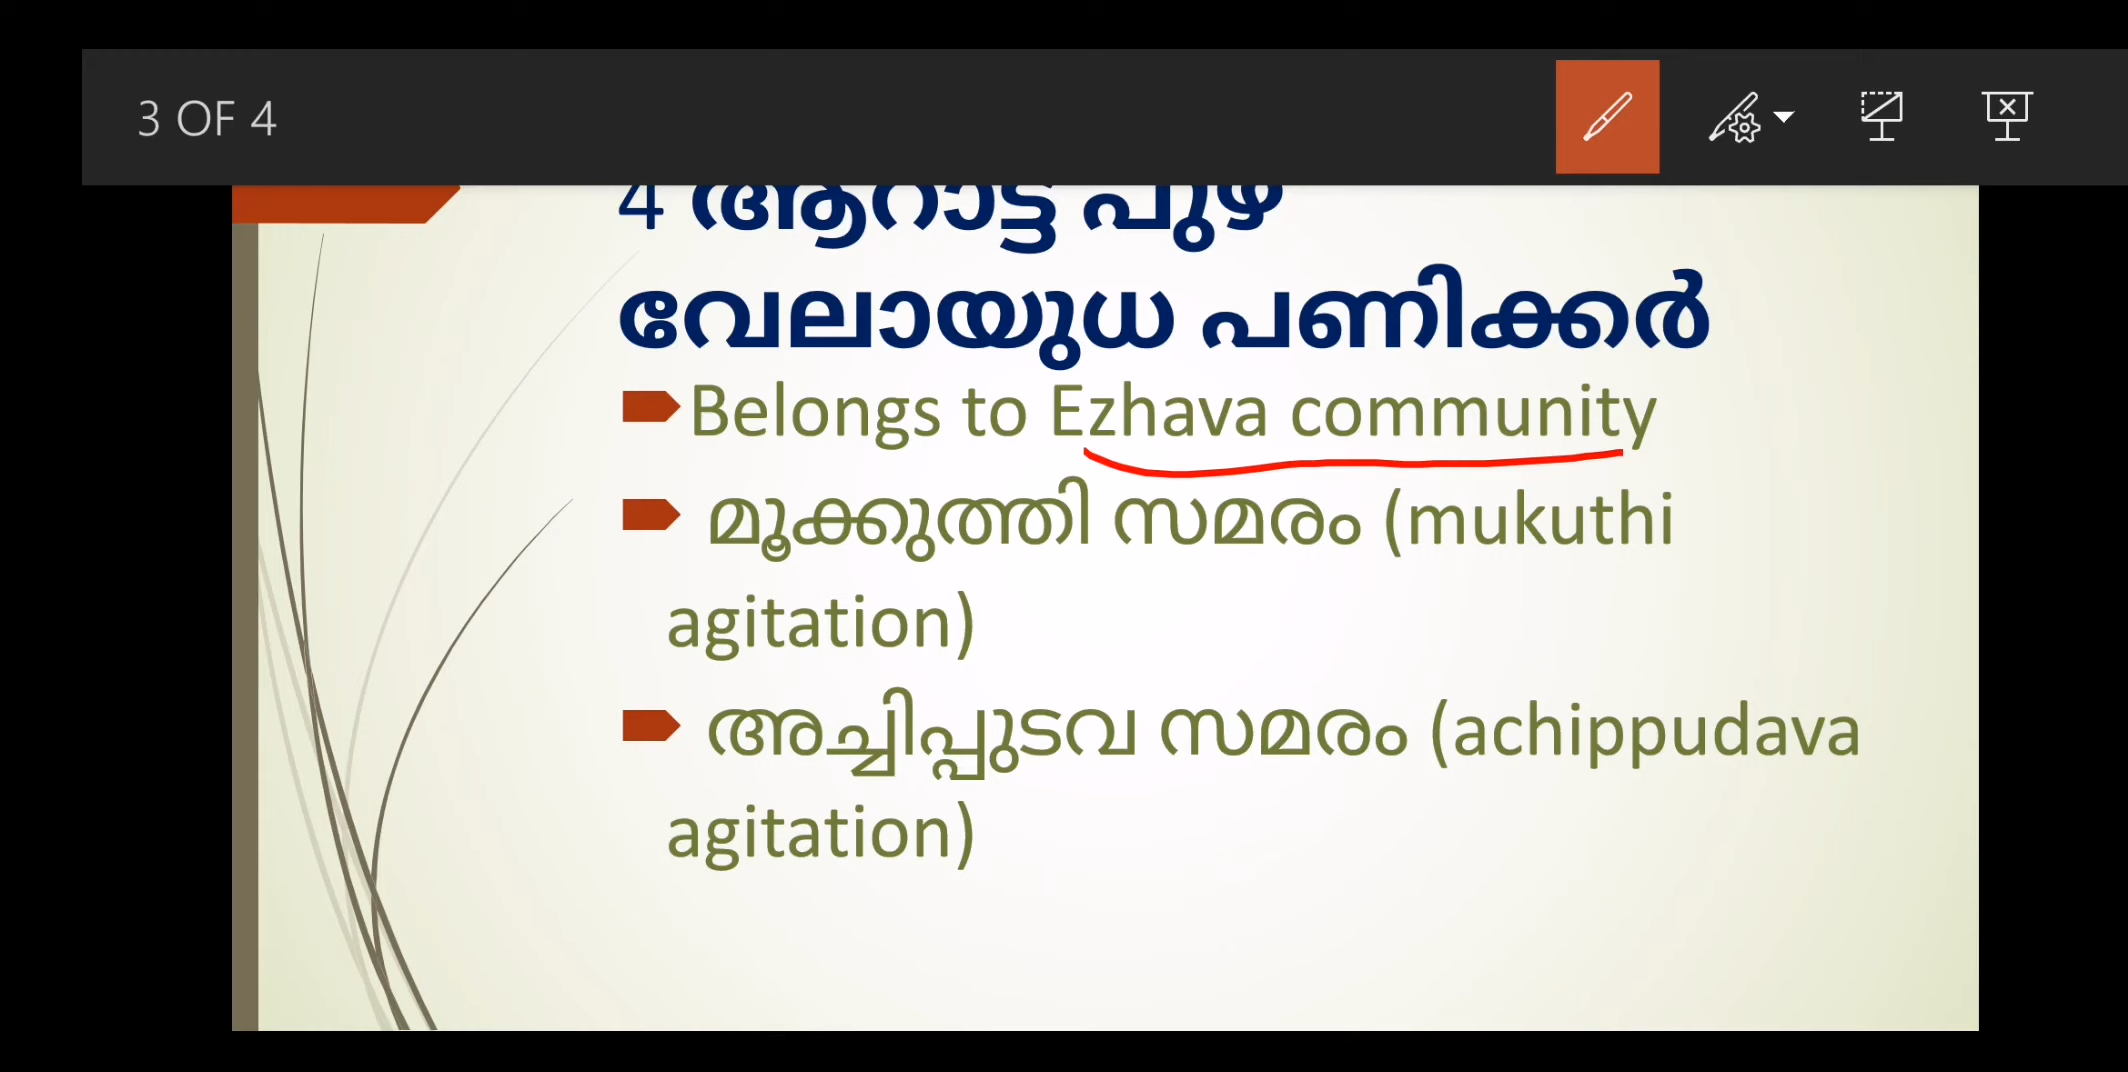 3 OF 4
4 ആറാട്ട പുഴ
വേലായുധ പണിക്കർ
Belongs to Ezhava community
മൂക്കുത്തി സമരം (mukuthi
agitation)
അച്ചിപ്പുടവ സമരം (achippudava
agitation)